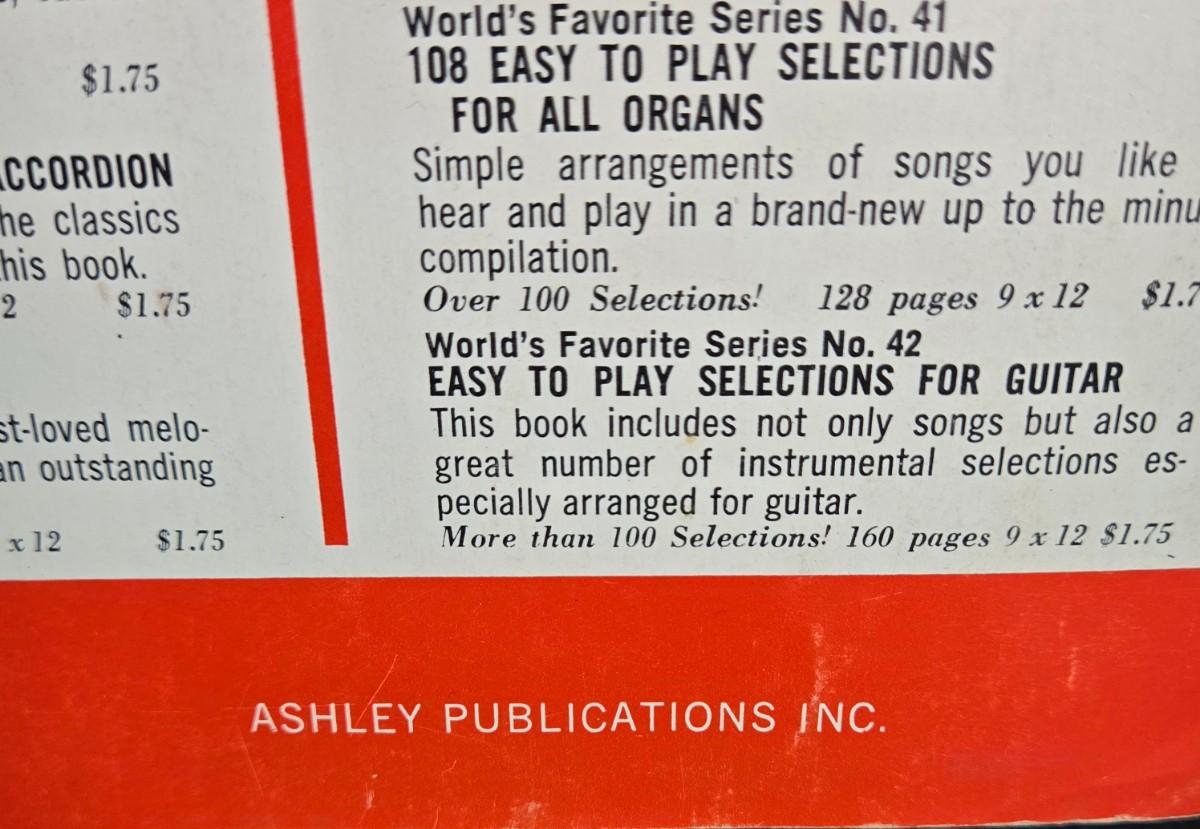 $1.75
ACCORDION
he classics
his book.
2 $1.75
st-loved melo-
an outstanding
x 12 $1.75
World's Favorite Series No. 41
108 EASY TO PLAY SELECTIONS
FOR ALL ORGANS
Simple arrangements of songs you like
hear and play in a brand-new up to the minu
compilation.
Over 100 Selections! 128 pages 9 x 12 $1.7
World's Favorite Series No. 42
EASY TO PLAY SELECTIONS FOR GUITAR
This book includes not only songs but also a
great number of instrumental selections es-
pecially arranged for guitar.
More than 100 Selections! 160 pages 9 x 12 $1.75
ASHLEY PUBLICATIONS INC.